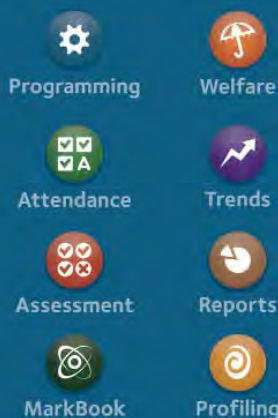 Programming Welfare
A
Attendance Trends
Assessment Reports
MarkBook Profiling